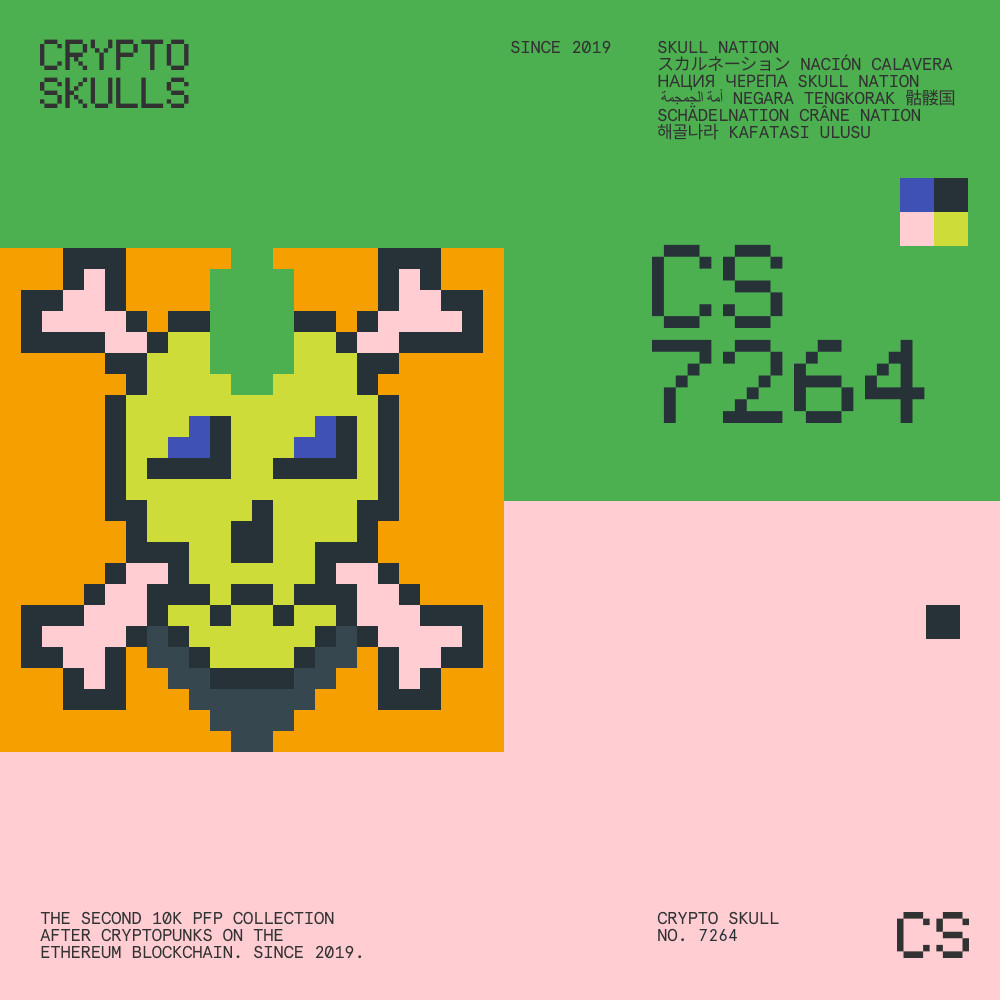 CRYPTO
SKULLS
SINCE 2019
SKULL NATION
スカルネーション NACIÓN CALAVERA
НАЦИЯ ЧЕРЕПА SKULL NATION
أمة الجمجمة NEGARA TENGKORAK 骷髅国
SCHÄDELNATION CRÂNE NATION
해골나라 KAFATASI ULUSU
CS
7264
THE SECOND 10K PFP COLLECTION
AFTER CRYPTOPUNKS ON THE
ETHEREUM BLOCKCHAIN. SINCE 2019.
CRYPTO SKULL
NO. 7264
CS